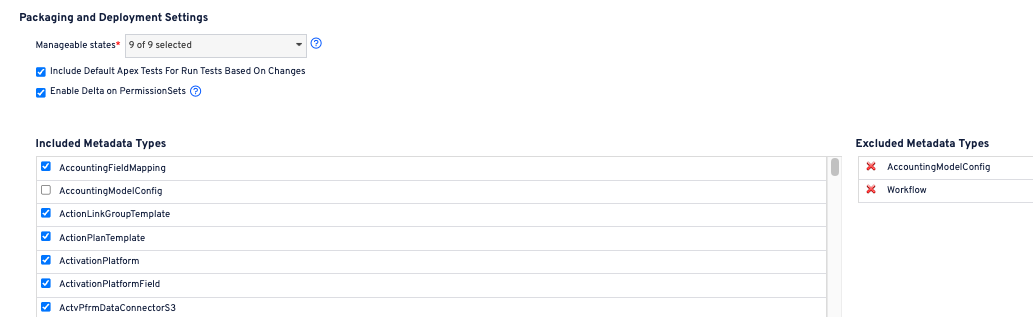 Packaging and Deployment Settings
Manageable states* 9 of 9 selected ?
Include Default Apex Tests For Run Tests Based On Changes
Enable Delta on PermissionSets ?
Included Metadata Types
AccountingFieldMapping
AccountingModelConfig
ActionLinkGroupTemplate
ActionPlanTemplate
ActivationPlatform
ActivationPlatformField
ActvPfrmDataConnectorS3
Excluded Metadata Types
AccountingModelConfig
Workflow